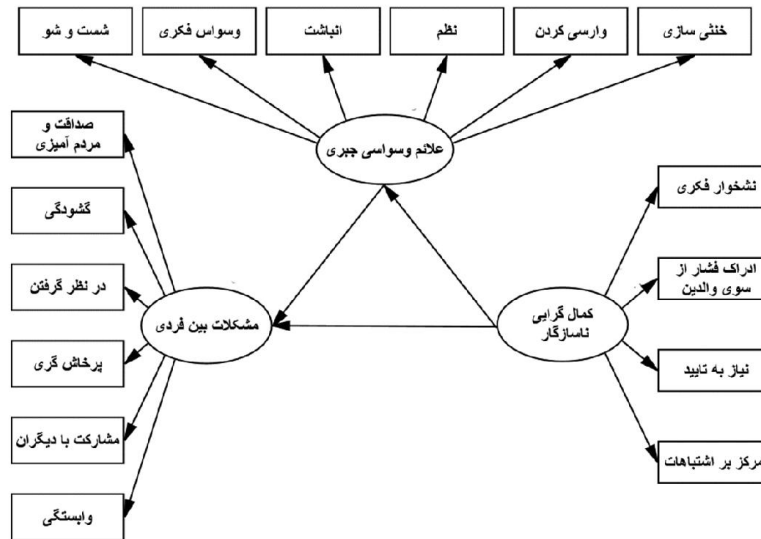 خنثی سازی
وارسی کردن
نظم
انباشت
وسواس فکری
شست و شو
علائم وسواسی جبری
نشخوار فکری
ادراک فشار از
سوی والدین
نیاز به تایید
مرکز بر اشتباهات
کمال گرایی
ناسازگار
مشکلات بین فردی
صداقت و
مردم آمیزی
گشودگی
در نظر گرفتن
پرخاش گری
مشارکت با دیگران
وابستگی